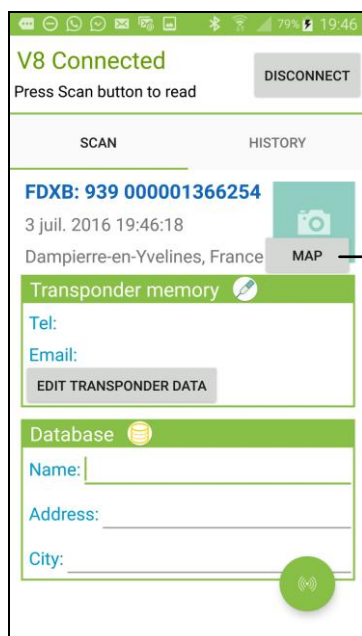 79% 19:46
V8 Connected
DISCONNECT
Press Scan button to read
SCAN
HISTORY
FDXB: 939 000001366254
3 juil. 2016 19:46:18
Dampierre-en-Yvelines, France
MAP
Transponder memory
Tel:
Email:
EDIT TRANSPONDER DATA
Database
Name:
Address:
City: